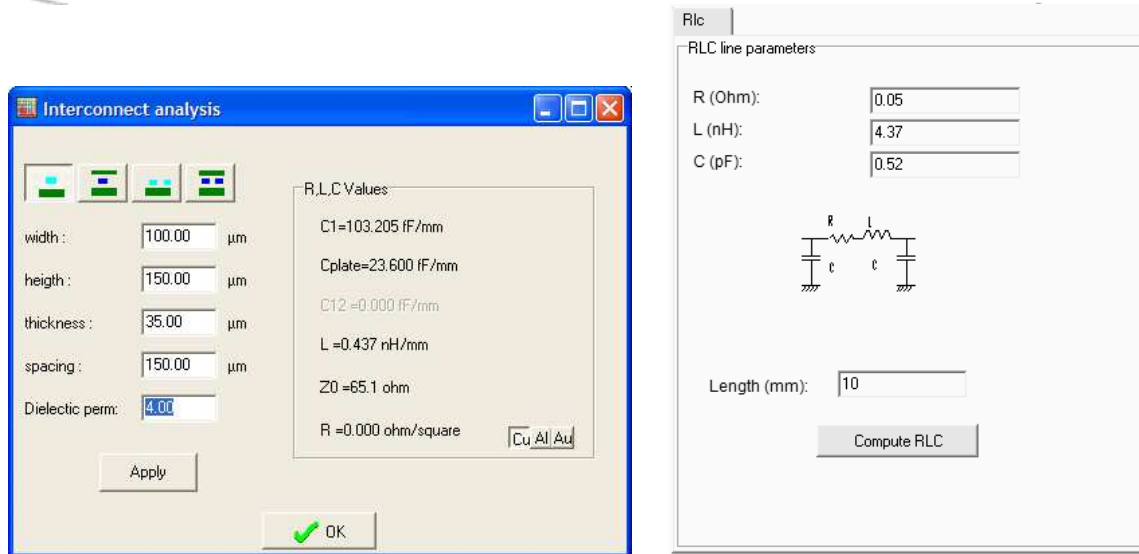 Interconnect analysis
width :
100.00
µm
heigth :
150.00
µm
thickness :
35.00
µm
spacing :
150.00
µm
Dielectic perm:
4.00
Apply
R,L,C Values
C1=103.205 fF/mm
Cplate=23.600 fF/mm
C12 =0.000 fF/mm
L =0.437 nH/mm
Z0 =65.1 ohm
R =0.000 ohm/square
Cu Al Au
OK
Rlc
RLC line parameters
R (Ohm): 0.05
L (nH): 4.37
C (pF): 0.52
R L
C C
Length (mm): 10
Compute RLC